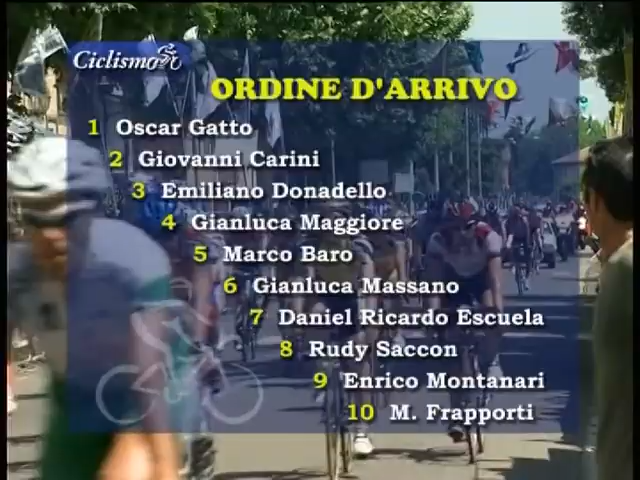 Ciclismo
ORDINE D'ARRIVO
1 Oscar Gatto
2 Giovanni Carini
3 Emiliano Donadello
4 Gianluca Maggiore
5 Marco Baro
6 Gianluca Massano
7 Daniel Ricardo Escuela
8 Rudy Saccon
9 Enrico Montanari
10 M. Frapporti